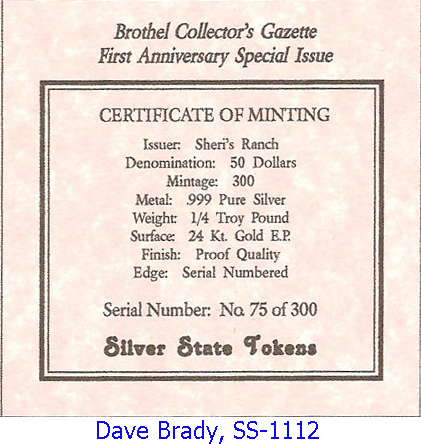 Brothel Collector's Gazette
First Anniversary Special Issue
CERTIFICATE OF MINTING
Issuer: Sheri's Ranch
Denomination: 50 Dollars
Mintage: 300
Metal: .999 Pure Silver
Weight: 1/4 Troy Pound
Surface: 24 Kt. Gold E.P.
Finish: Proof Quality
Edge: Serial Numbered
Serial Number: No. 75 of 300
Silver State Tokens
Dave Brady, SS-1112